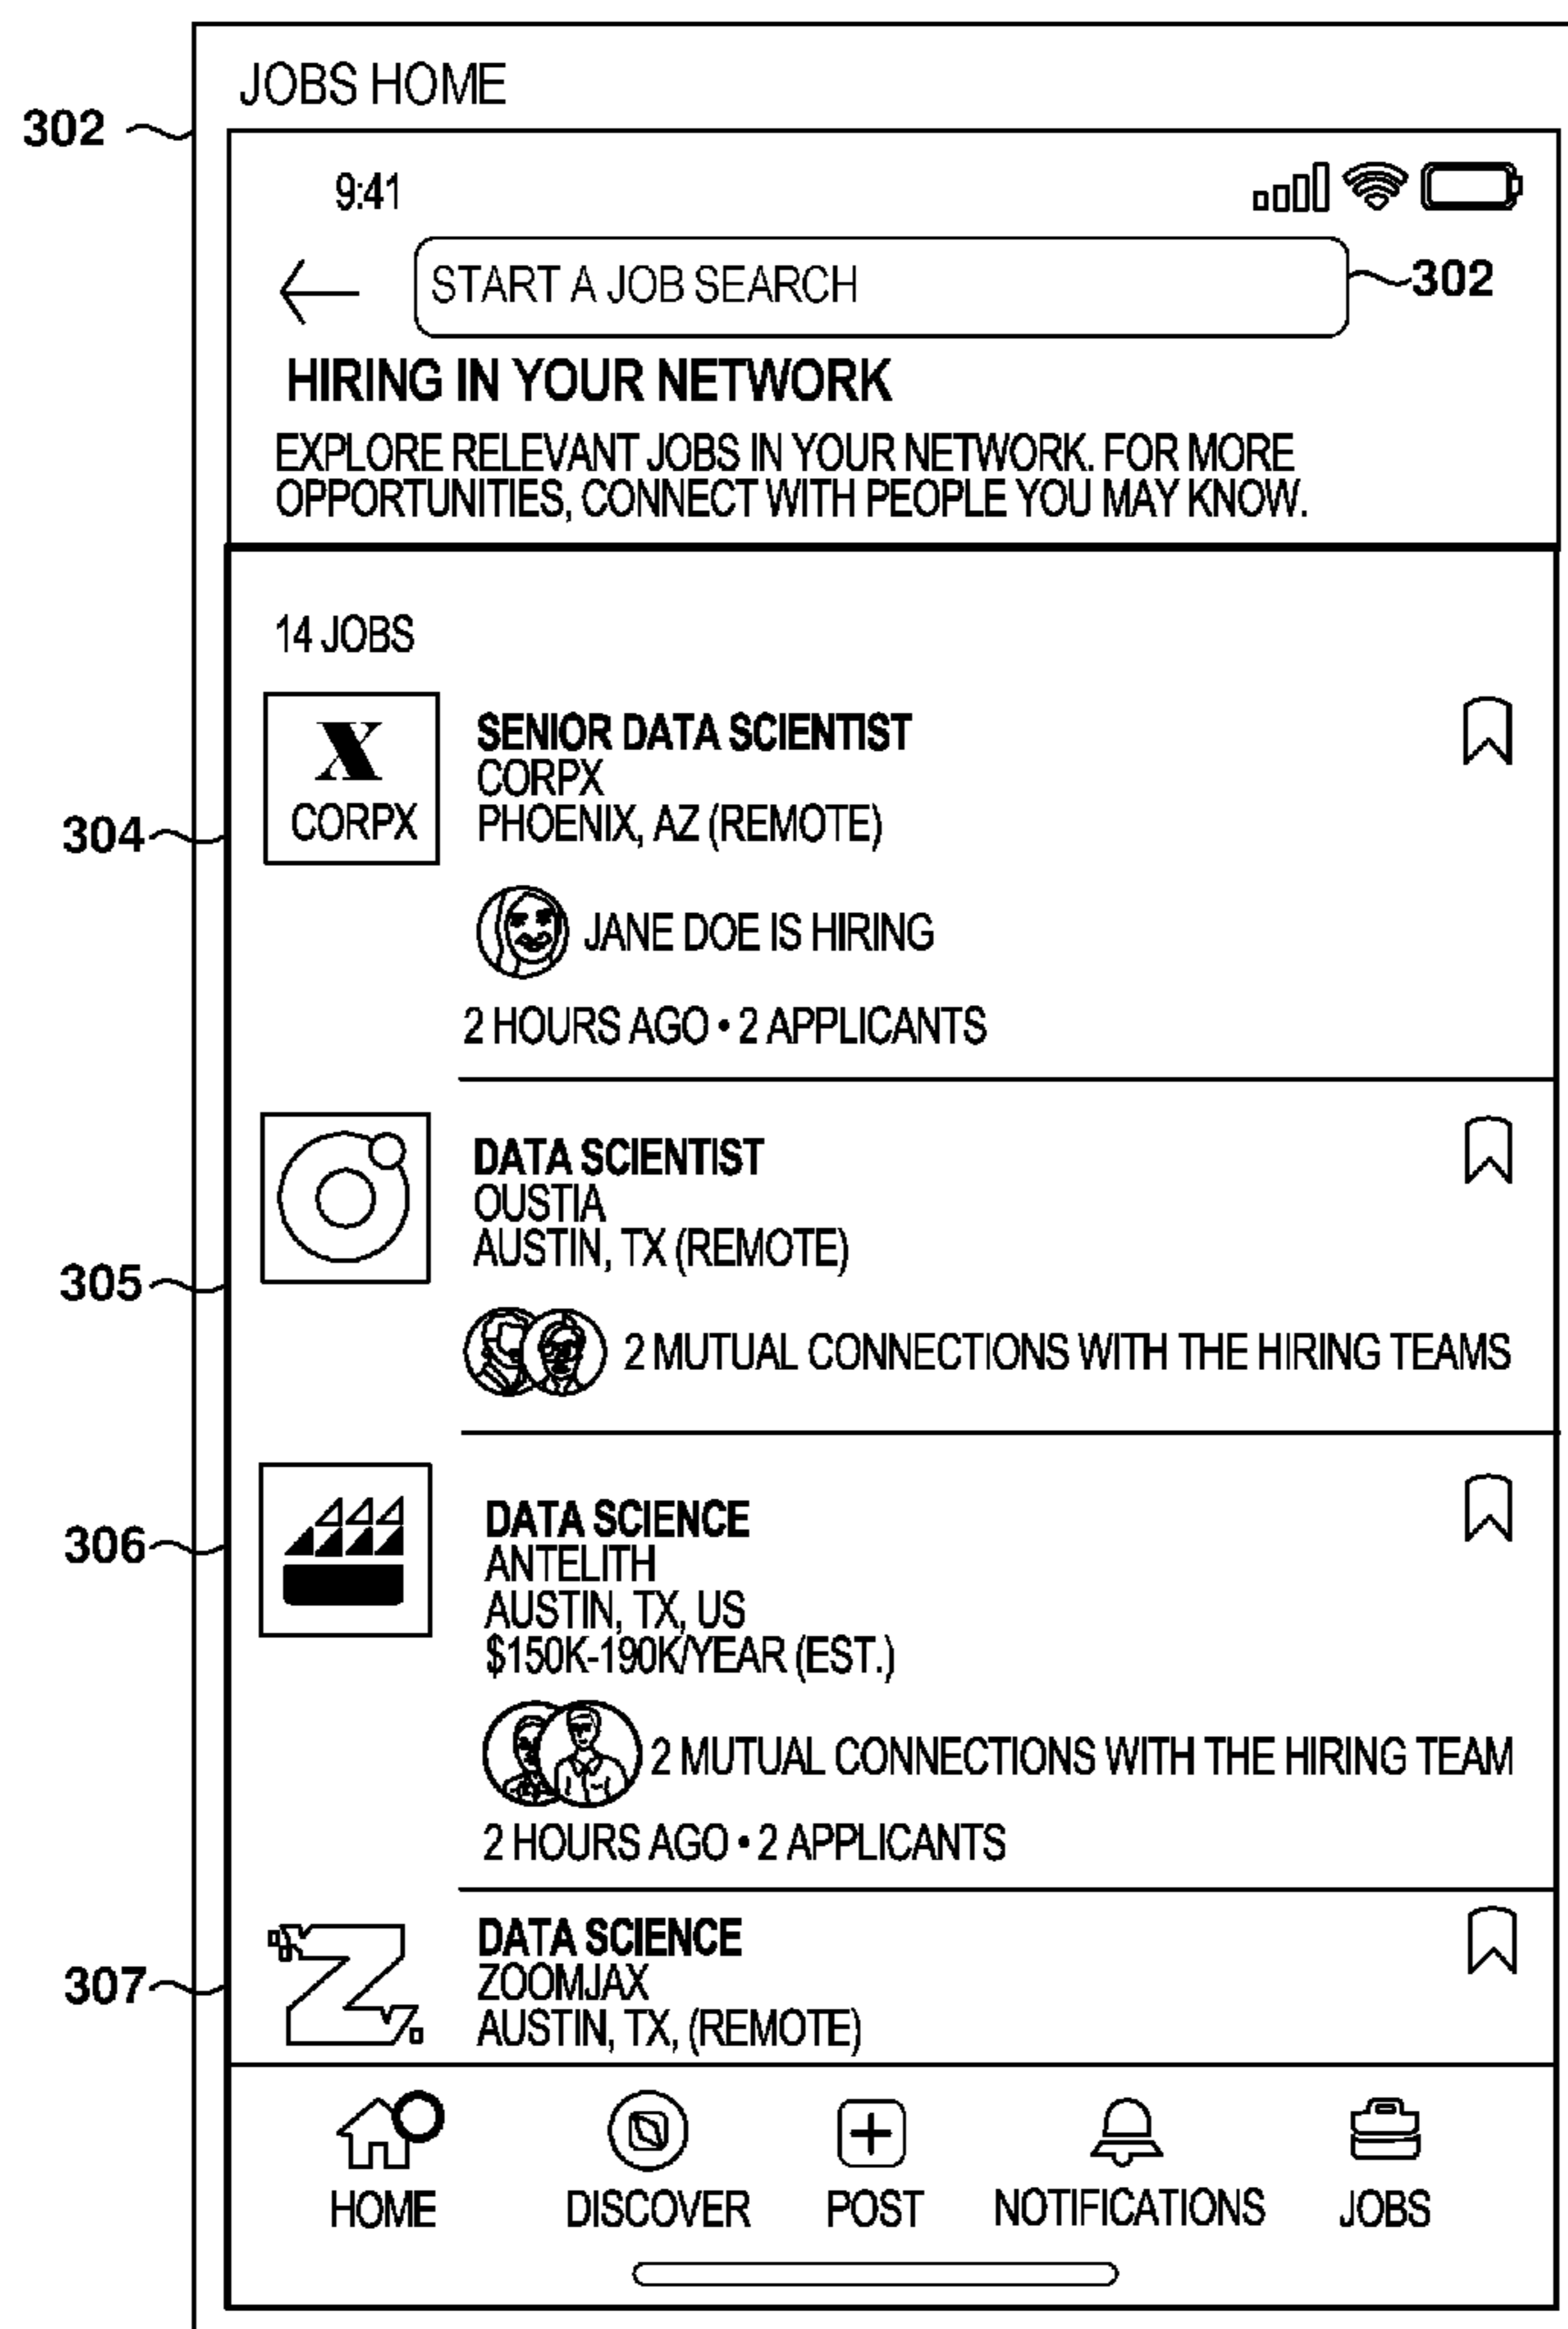 JOBS HOME
302
9:41
START A JOB SEARCH
302
HIRING IN YOUR NETWORK
EXPLORE RELEVANT JOBS IN YOUR NETWORK. FOR MORE
OPPORTUNITIES, CONNECT WITH PEOPLE YOU MAY KNOW.
14 JOBS
X
CORPX
SENIOR DATA SCIENTIST
CORPX
PHOENIX, AZ (REMOTE)
304
JANE DOE IS HIRING
2 HOURS AGO • 2 APPLICANTS
DATA SCIENTIST
OUSTIA
AUSTIN, TX (REMOTE)
305
2 MUTUAL CONNECTIONS WITH THE HIRING TEAMS
306
DATA SCIENCE
ANTELITH
AUSTIN, TX, US
$150K-190K/YEAR (EST.)
2 MUTUAL CONNECTIONS WITH THE HIRING TEAM
2 HOURS AGO • 2 APPLICANTS
307
Z
DATA SCIENCE
ZOOMJAX
AUSTIN, TX, (REMOTE)
HOME
DISCOVER
POST
NOTIFICATIONS
JOBS